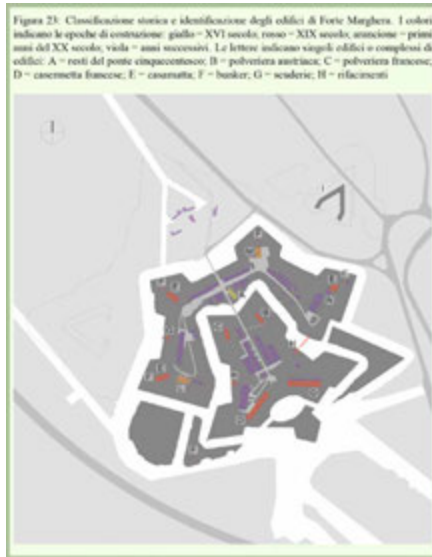 Figura 23: Classificazione storica e identificazione degli edifici di Forte Marghera. I colori
indicano le epoche di costruzione: giallo = XVI secolo, rosso = XIX secolo, arancione = primi
anni del XX secolo, viola = anni successivi. Le lettere indicano singoli edifici o complessi di
edifici: A = resti del ponte cinquecentesco; B = polveriera austriaca; C = polveriera francese;
D = casermetta francese; E = casamatta; F = bunker; G = scuderie; H = rifacimenti